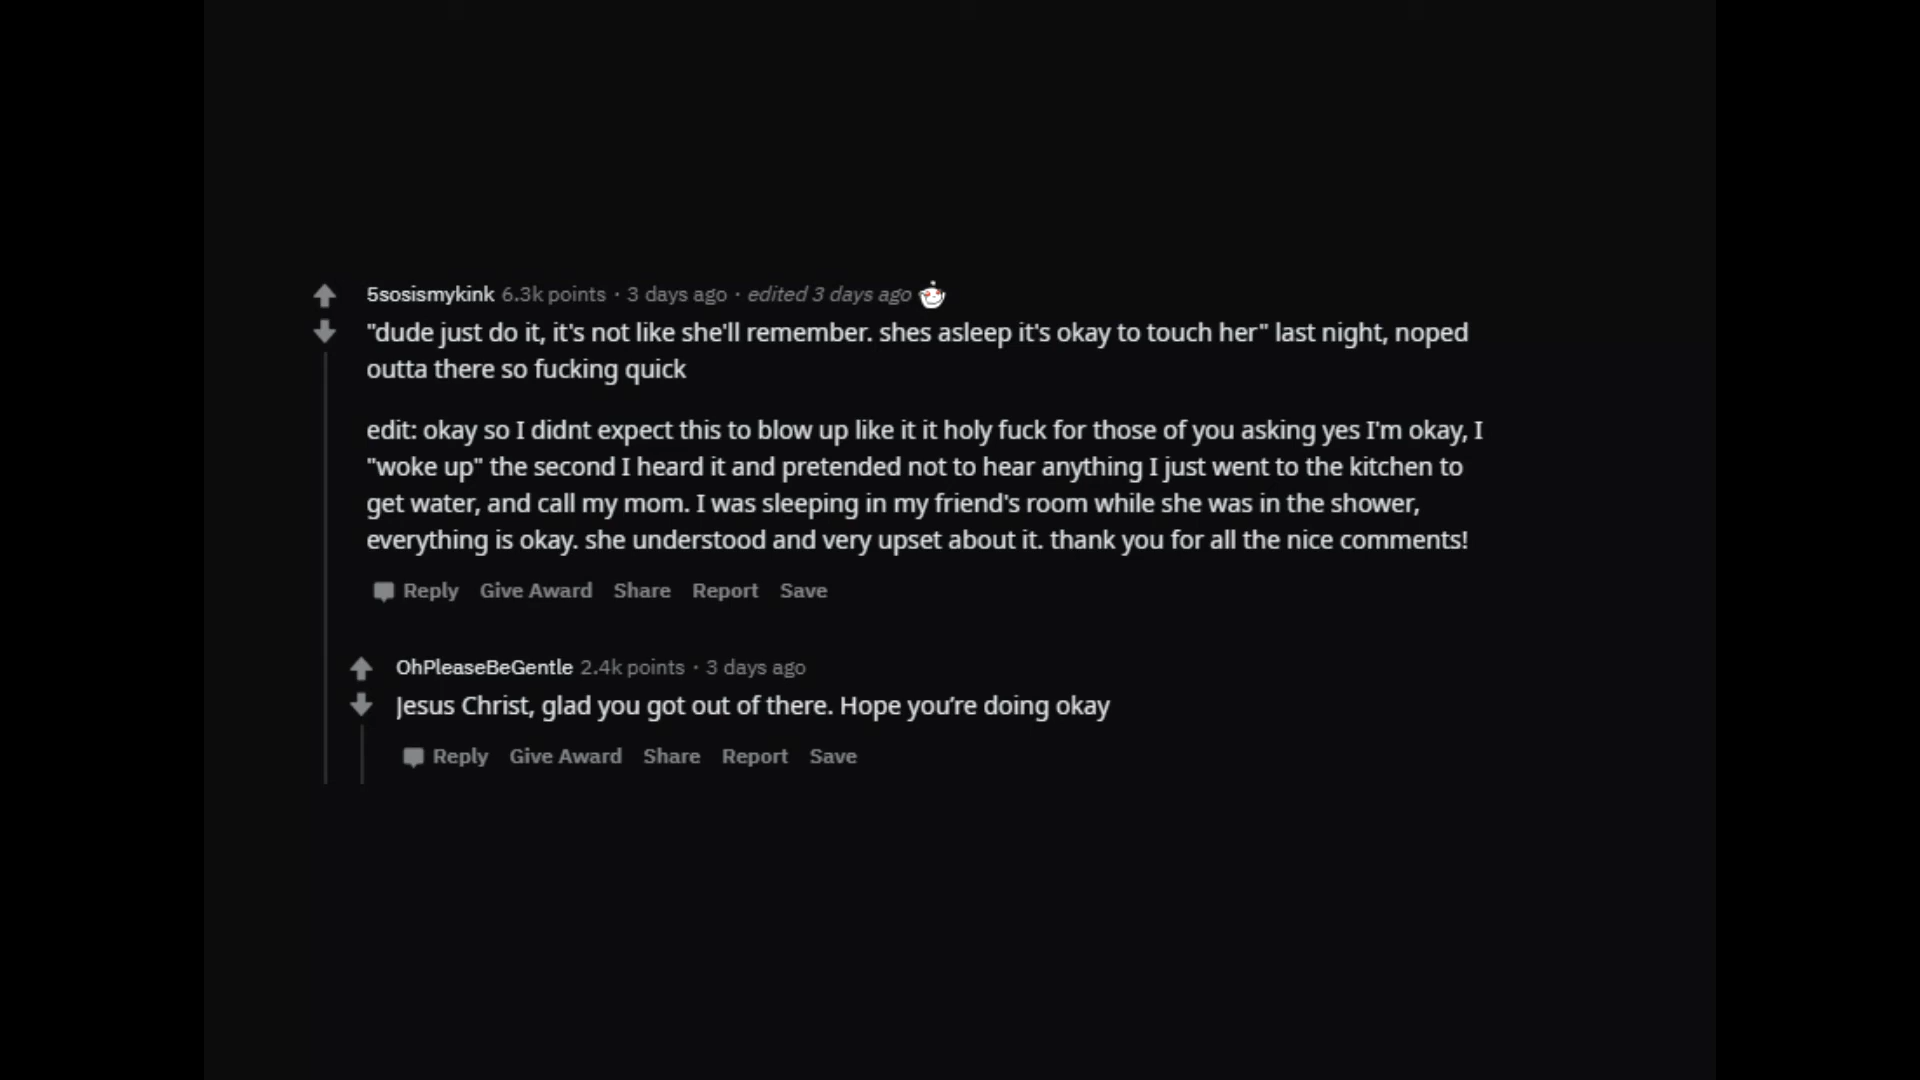 5sosismykink 6.3k points · 3 days ago · edited 3 days ago
"dude just do it, it's not like she'll remember. shes asleep it's okay to touch her" last night, noped
outta there so fucking quick
edit: okay so I didnt expect this to blow up like it it holy fuck for those of you asking yes I'm okay, I
"woke up" the second I heard it and pretended not to hear anything I just went to the kitchen to
get water, and call my mom. I was sleeping in my friend's room while she was in the shower,
everything is okay. she understood and very upset about it. thank you for all the nice comments!
Reply Give Award Share Report Save
OhPleaseBeGentle 2.4k points · 3 days ago
Jesus Christ, glad you got out of there. Hope you’re doing okay
Reply Give Award Share Report Save